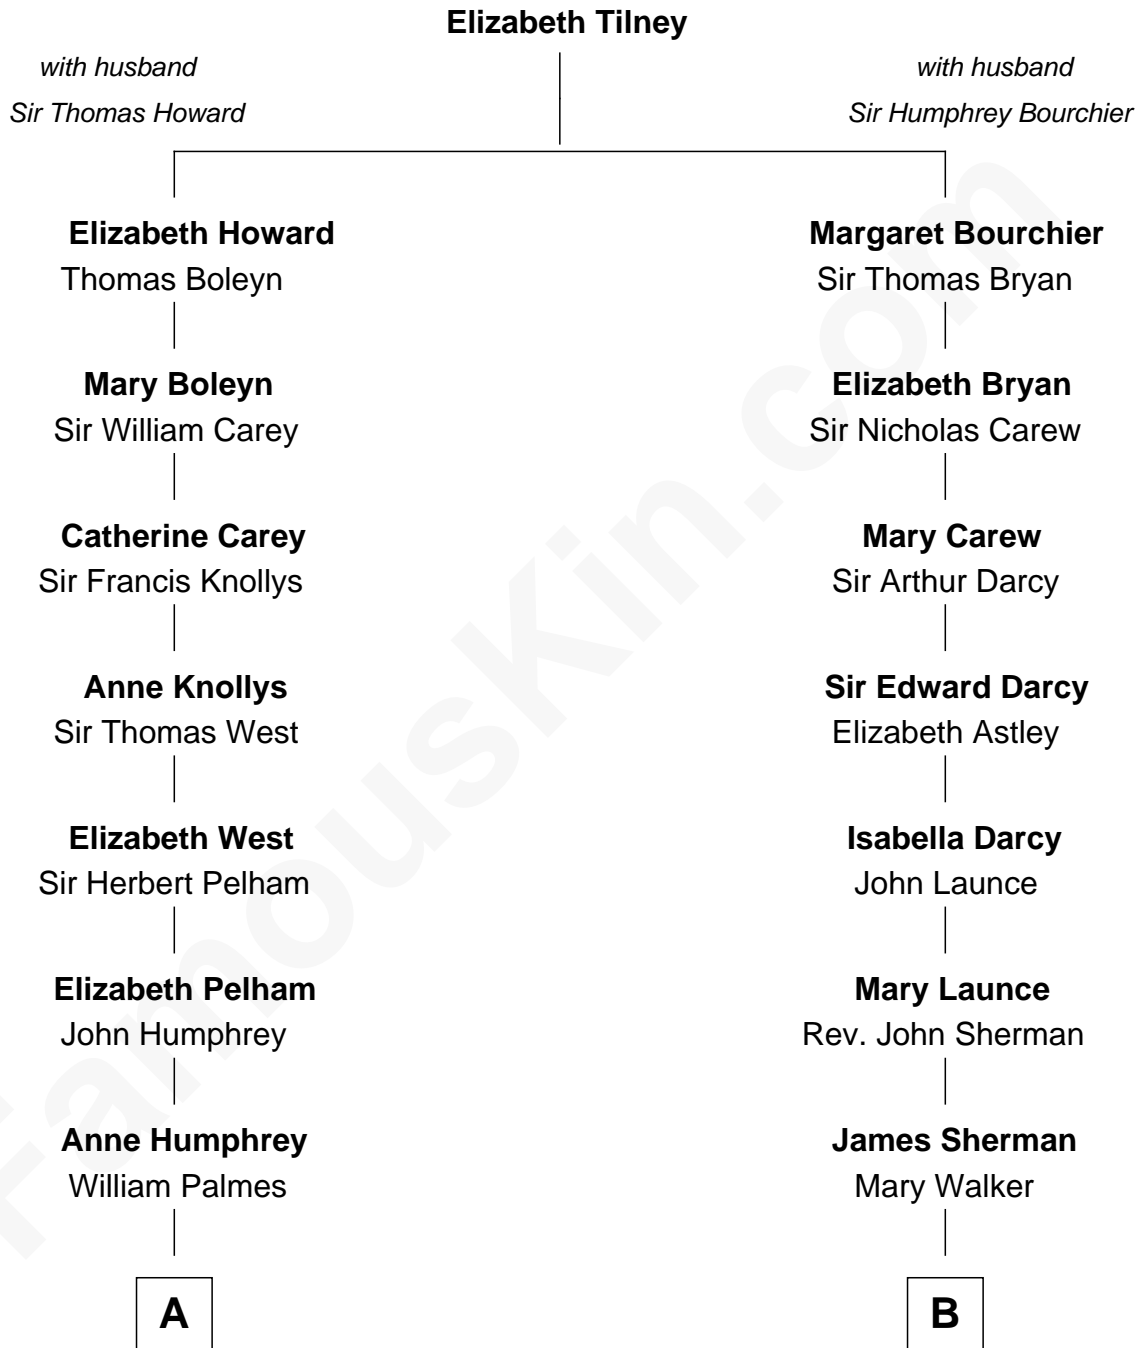 Elizabeth Tilney
with husband
Sir Thomas Howard
with husband
Sir Humphrey Bourchier
Elizabeth Howard
Thomas Boleyn
Margaret Bourchier
Sir Thomas Bryan
Mary Boleyn
Sir William Carey
Elizabeth Bryan
Sir Nicholas Carew
Catherine Carey
Sir Francis Knollys
Mary Carew
Sir Arthur Darcy
Anne Knollys
Sir Thomas West
Sir Edward Darcy
Elizabeth Astley
Elizabeth West
Sir Herbert Pelham
Isabella Darcy
John Launce
Elizabeth Pelham
John Humphrey
Mary Launce
Rev. John Sherman
Anne Humphrey
William Palmes
James Sherman
Mary Walker
A
B
FamousKin.com